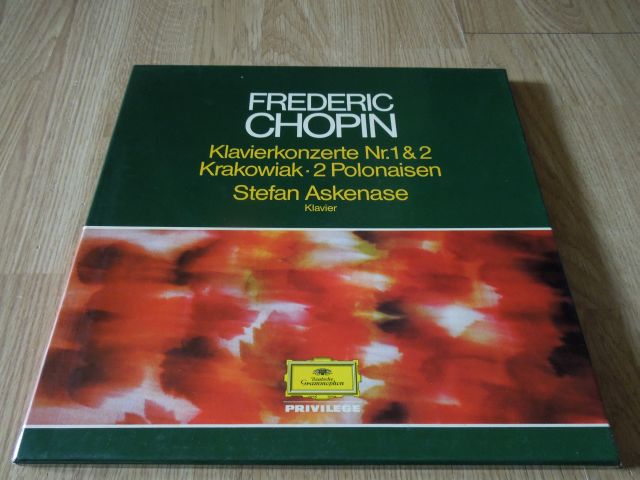 FREDERIC
CHOPIN
Klavierkonzerte Nr. 1 & 2
Krakowiak · 2 Polonaisen
Stefan Askenase
Klavier
Deutsche
Grammophon
PRIVILEGE